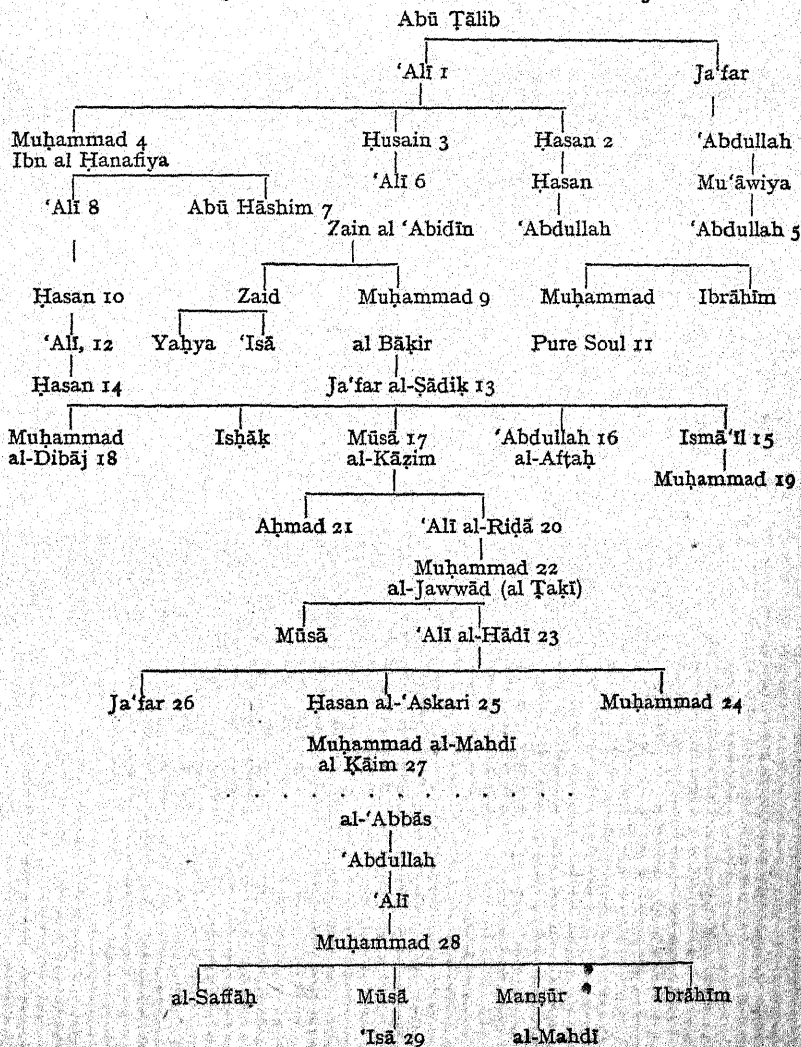 Abū Ṭālib
‘Alī 1 Ja‘far
Muḥammad 4 Ḥusain 3 Ḥasan 2 ‘Abdullah
Ibn al Ḥanafiya
‘Alī 6 Ḥasan Mu‘āwiya
‘Alī 8 Abū Hāshim 7
Zain al ‘Abidīn ‘Abdullah ‘Abdullah 5
Ḥasan 10 Zaid Muḥammad 9 Muḥammad Ibrāhīm
‘Alī, 12 Yaḥya ‘Isā al Bāḳir Pure Soul 11
Ḥasan 14 Ja‘far al-Ṣādiḳ 13
Muḥammad Isḥāḳ Mūsā 17 ‘Abdullah 16 Ismā‘īl 15
al-Dibāj 18 al-Kāẓim al-Afṭaḥ
Muḥammad 19
Aḥmad 21 ‘Alī al-Riḍā 20
Muḥammad 22
al-Jawwād (al Ṭaḳī)
Mūsā ‘Alī al-Hādī 23
Ja‘far 26 Ḥasan al-‘Askari 25 Muḥammad 24
Muḥammad al-Mahdī
al Ḳāim 27
. . . . . . . . . . . . .
al-‘Abbās
‘Abdullah
‘Alī
Muḥammad 28
al-Saffāḥ Mūsā Manṣūr Ibrāhīm
‘Isā 29 al-Mahdī